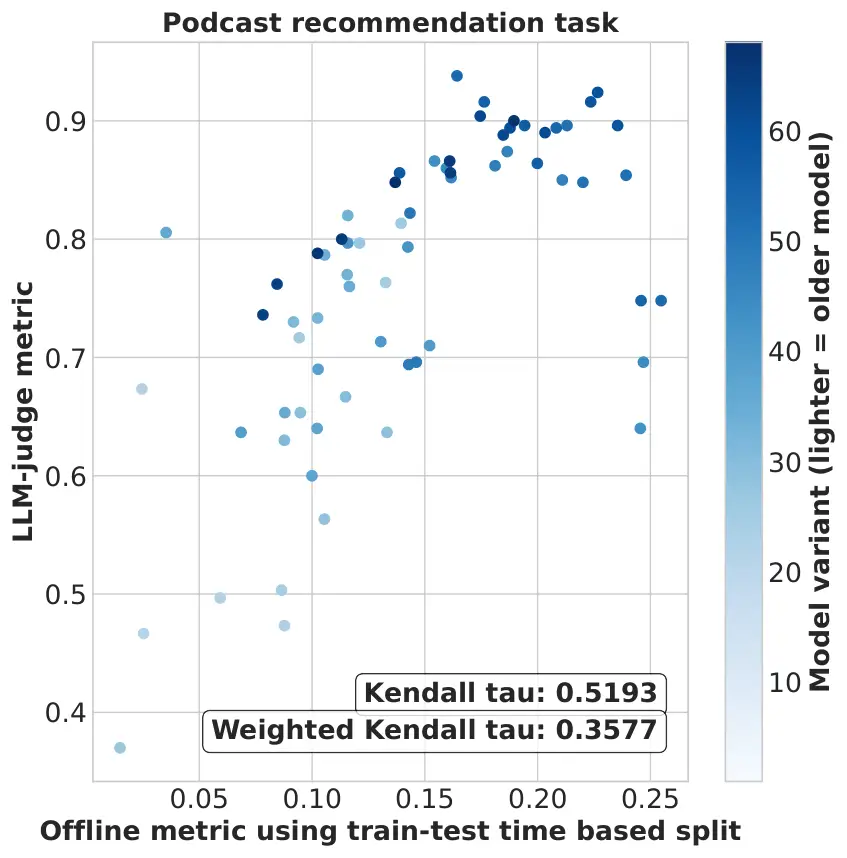 Podcast recommendation task
LLM-judge metric
0.9
0.8
0.7
0.6
0.5
0.4
Kendall tau: 0.5193
Weighted Kendall tau: 0.3577
0.05 0.10 0.15 0.20 0.25
Offline metric using train-test time based split
60
50
40
30
20
10
Model variant (lighter = older model)